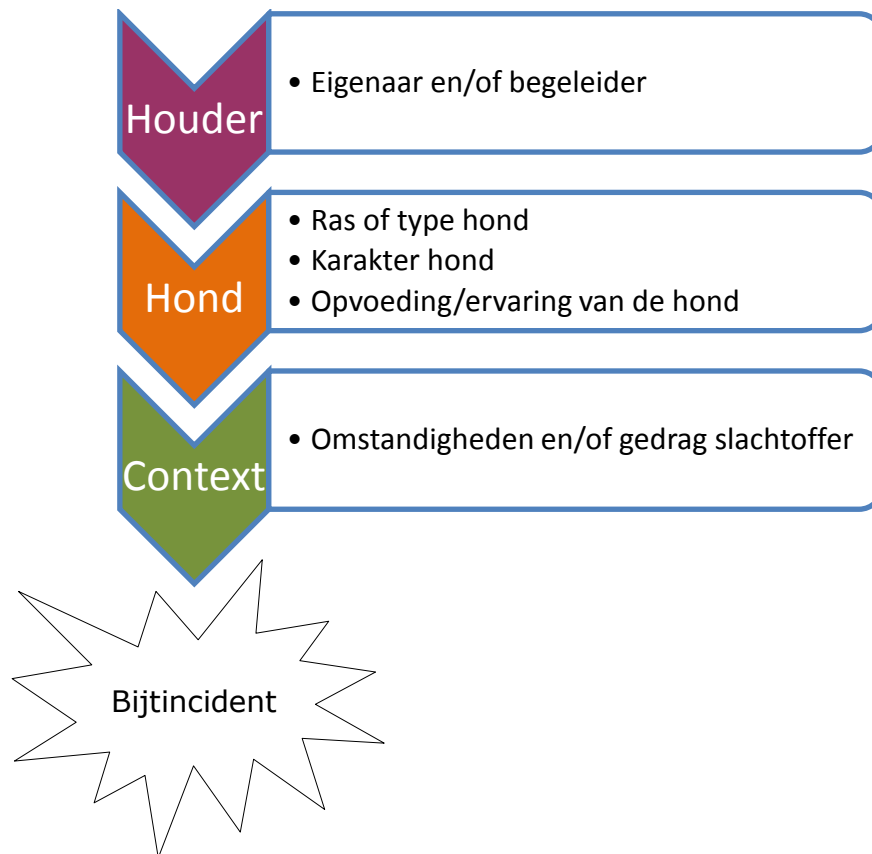 Houder
• Eigenaar en/of begeleider
Hond
• Ras of type hond
• Karakter hond
• Opvoeding/ervaring van de hond
Context
• Omstandigheden en/of gedrag slachtoffer
Bijtincident